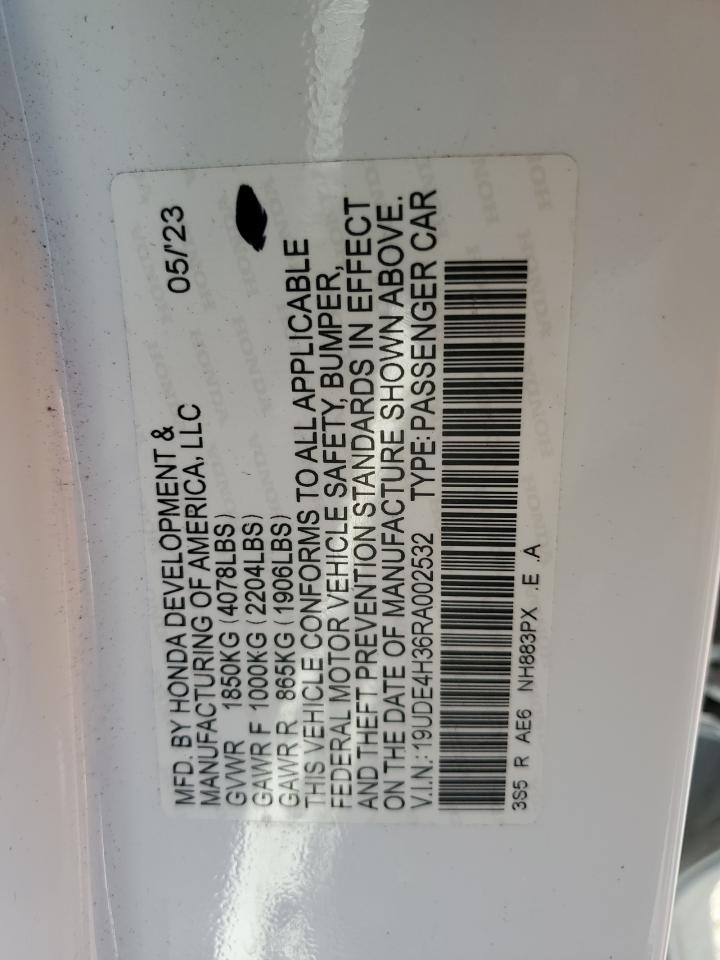 MFD. BY HONDA DEVELOPMENT & 05/'23
MANUFACTURING OF AMERICA, LLC
GVWR 1850KG (4078LBS)
GAWR F 1000KG (2204LBS)
GAWR R 865KG (1906LBS)
THIS VEHICLE CONFORMS TO ALL APPLICABLE
FEDERAL MOTOR VEHICLE SAFETY, BUMPER,
AND THEFT PREVENTION STANDARDS IN EFFECT
ON THE DATE OF MANUFACTURE SHOWN ABOVE.
V.I.N.: 19UDE4H36RA002532 TYPE: PASSENGER CAR
3S5 R AE6 NH883PX .E .A